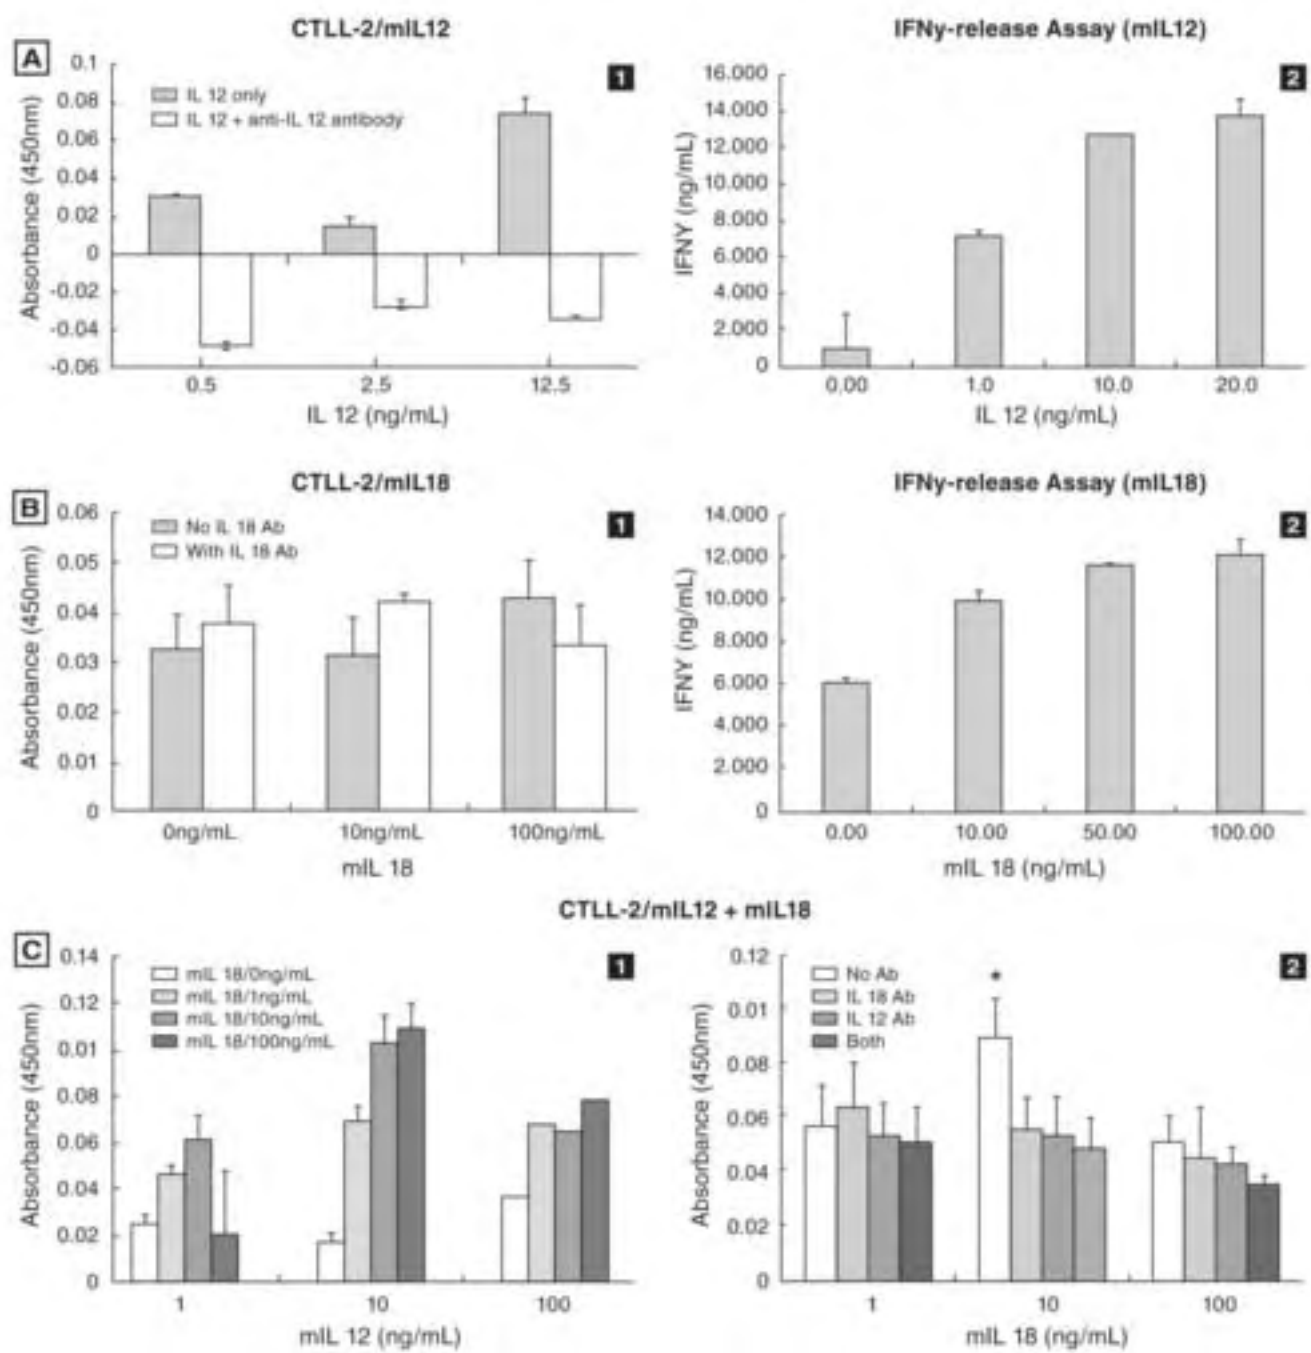 CTLL-2/mIL12
A
1
Absorbance (450nm)
0.1
0.08
0.06
0.04
0.02
0
-0.02
-0.04
-0.06
IL 12 only
IL 12 + anti-IL 12 antibody
0.5 2.5 12.5
IL 12 (ng/mL)
IFNy-release Assay (mIL12)
2
IFNY (ng/mL)
16.000
14.000
12.000
10.000
8.000
6.000
4.000
2.000
0
0.00 1.0 10.0 20.0
IL 12 (ng/mL)
CTLL-2/mIL18
B
1
Absorbance (450nm)
0.06
0.05
0.04
0.03
0.02
0.01
0
No IL 18 Ab
With IL 18 Ab
0ng/mL 10ng/mL 100ng/mL
mIL 18
IFNy-release Assay (mIL18)
2
IFNY (ng/mL)
14.000
12.000
10.000
8.000
6.000
4.000
2.000
0
0.00 10.00 50.00 100.00
mIL 18 (ng/mL)
CTLL-2/mIL12 + mIL18
C
1
Absorbance (450nm)
0.14
0.12
0.01
0.08
0.06
0.04
0.02
0
mIL 18/0ng/mL
mIL 18/1ng/mL
mIL 18/10ng/mL
mIL 18/100ng/mL
1 10 100
mIL 12 (ng/mL)
2
Absorbance (450nm)
0.12
0.01
0.08
0.06
0.04
0.02
0
No Ab
IL 18 Ab
IL 12 Ab
Both
*
1 10 100
mIL 18 (ng/mL)